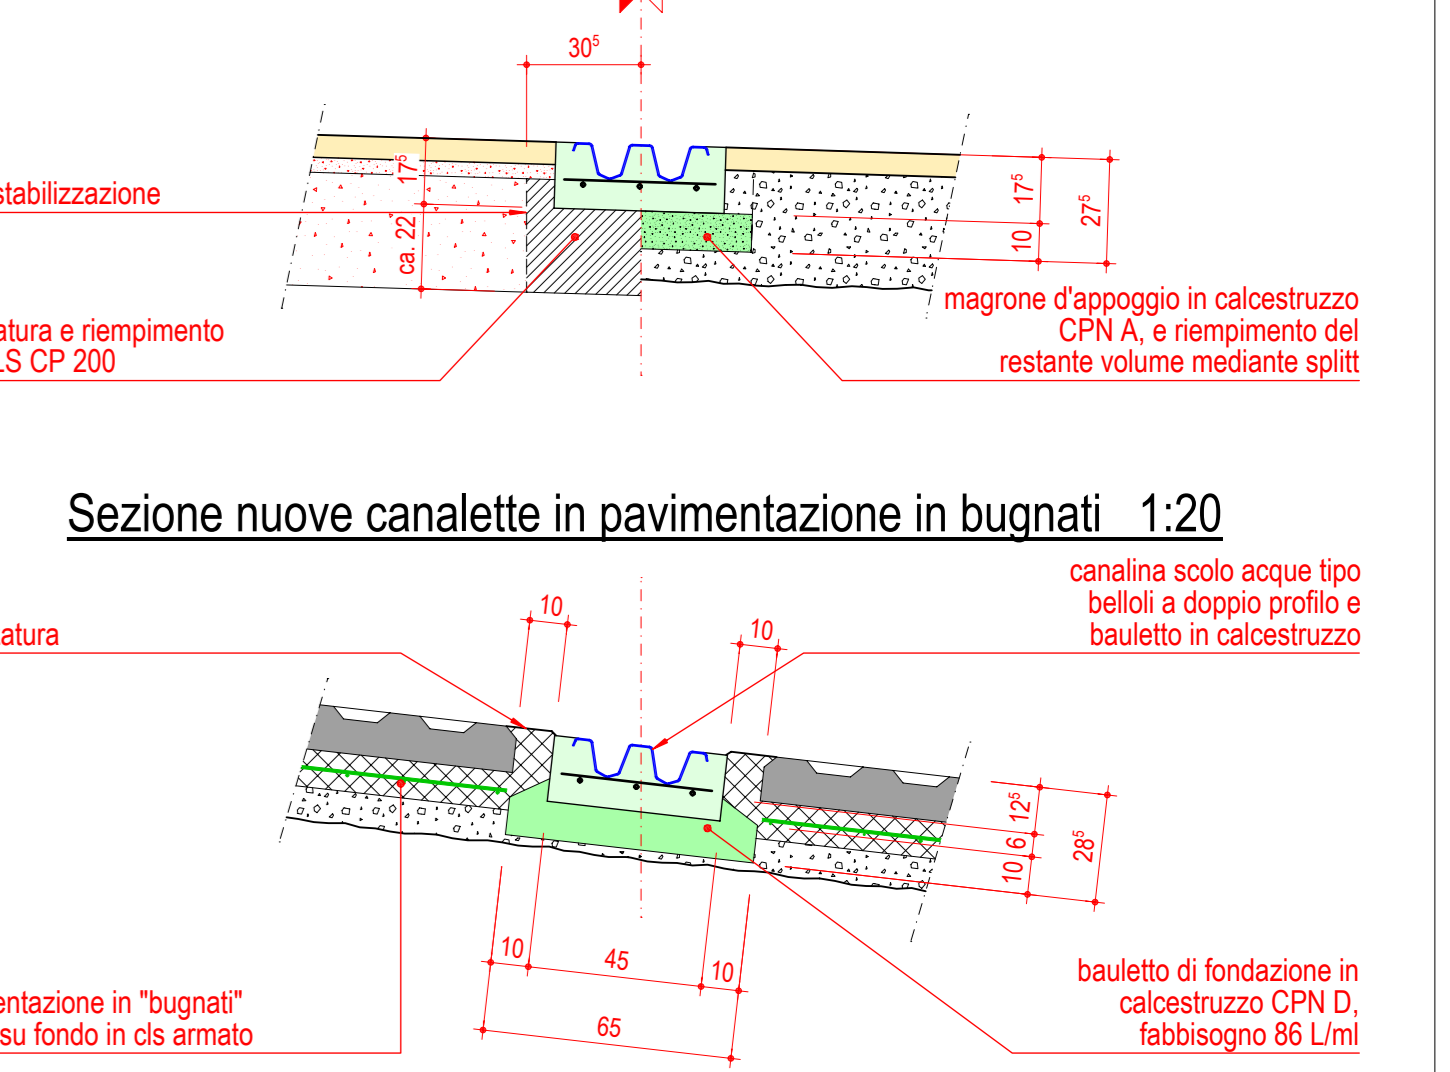 30⁵
17⁵
stabilizzazione
ca. 22
17⁵
27⁵
10
atura e riempimento
LS CP 200
magrone d'appoggio in calcestruzzo
CPN A, e riempimento del
restante volume mediante splitt
Sezione nuove canalette in pavimentazione in bugnati 1:20
canalina scolo acque tipo
belloli a doppio profilo e
bauletto in calcestruzzo
10
10
atura
12⁵
6
10
28⁵
10
45
10
65
entazione in "bugnati"
su fondo in cls armato
bauletto di fondazione in
calcestruzzo CPN D,
fabbisogno 86 L/ml